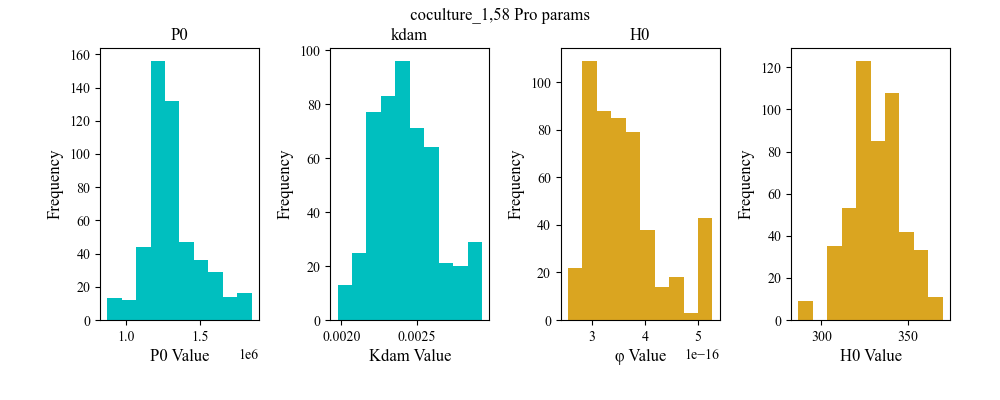 coculture_1,58 Pro params
P0
160
140
120
100
80
60
40
20
0
Frequency
1.0
1.5
P0 Value
1e6
kdam
100
80
60
40
20
0
Frequency
0.0020
0.0025
Kdam Value
H0
100
80
60
40
20
0
Frequency
3
4
5
φ Value
1e−16
120
100
80
60
40
20
0
Frequency
300
350
H0 Value